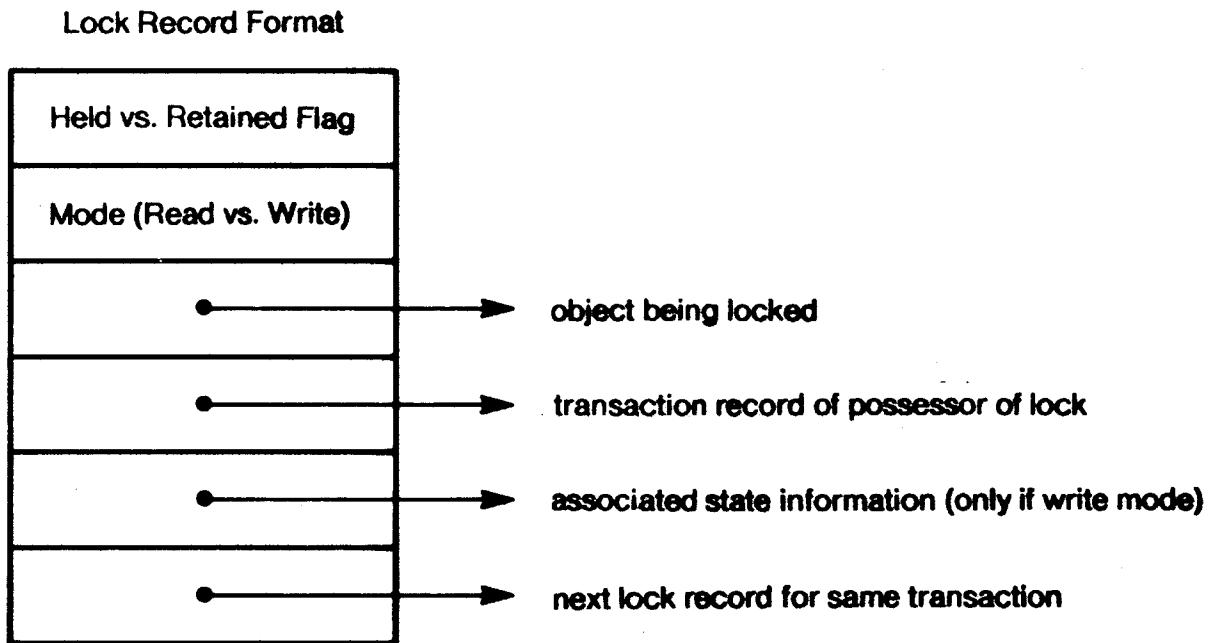 Lock Record Format
Held vs. Retained Flag
Mode (Read vs. Write)
object being locked
transaction record of possessor of lock
associated state information (only if write mode)
next lock record for same transaction